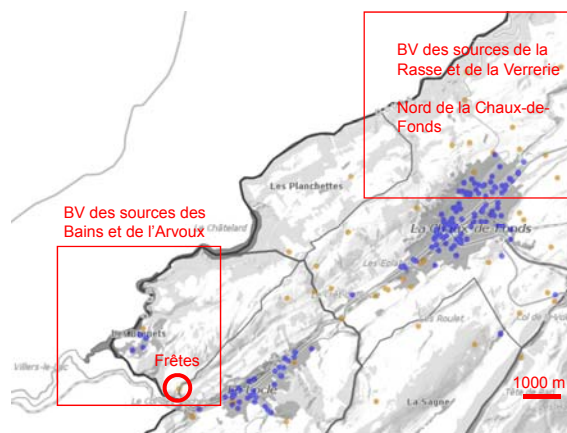 BV des sources de la
Rasse et de la Verrerie
Nord de la Chaux-de-
Fonds
Les Planchettes
BV des sources des
Bains et de l'Arvoux
Le Châtelard
La Chaux-de-Fonds
Les Roulet
Frêtes
Villers-le-Lac
Le Locle
La Sagne
1000 m